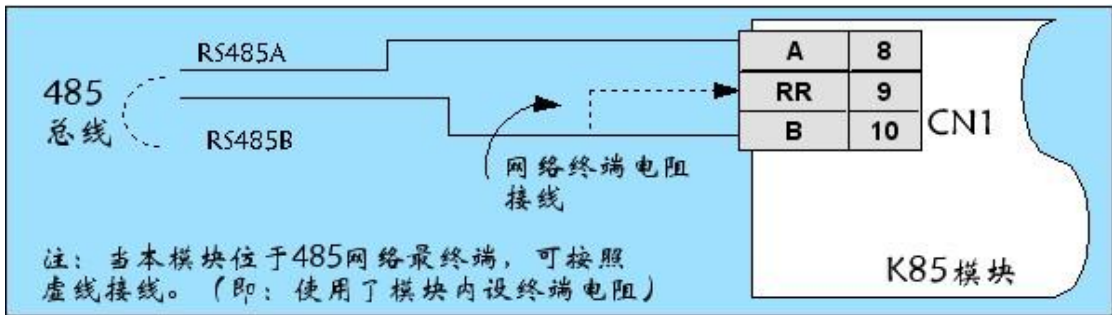 RS485A
485
总线
RS485B
A 8
RR 9
B 10
CN1
网络终端电阻
接线
注：当本模块位于485网络最终端，可按照
虚线接线。（即：使用了模块内设终端电阻）
K85模块